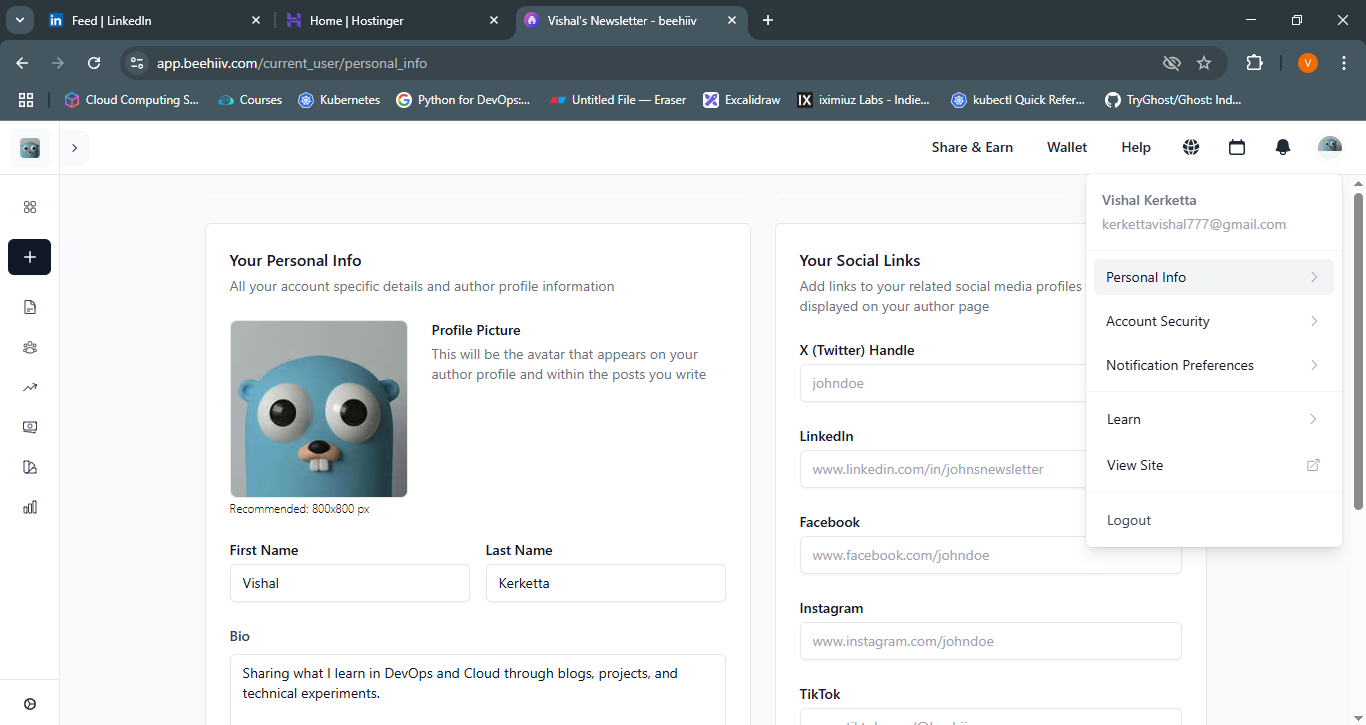 Feed | LinkedIn
Home | Hostinger
Vishal's Newsletter - beehiiv
app.beehiiv.com/current_user/personal_info
V
Cloud Computing S...
Courses
Kubernetes
Python for DevOps:...
Untitled File — Eraser
Excalidraw
iximiuz Labs - Indie...
kubectl Quick Refer...
TryGhost/Ghost: Ind...
Share & Earn
Wallet
Help
Vishal Kerketta
kerkettavishal777@gmail.com
Personal Info
Account Security
Notification Preferences
Learn
View Site
Logout
Your Personal Info
All your account specific details and author profile information
Profile Picture
This will be the avatar that appears on your
author profile and within the posts you write
Recommended: 800x800 px
First Name
Last Name
Vishal
Kerketta
Bio
Sharing what I learn in DevOps and Cloud through blogs, projects, and
technical experiments.
Your Social Links
Add links to your related social media profiles
displayed on your author page
X (Twitter) Handle
johndoe
LinkedIn
www.linkedin.com/in/johnsnewsletter
Facebook
www.facebook.com/johndoe
Instagram
www.instagram.com/johndoe
TikTok